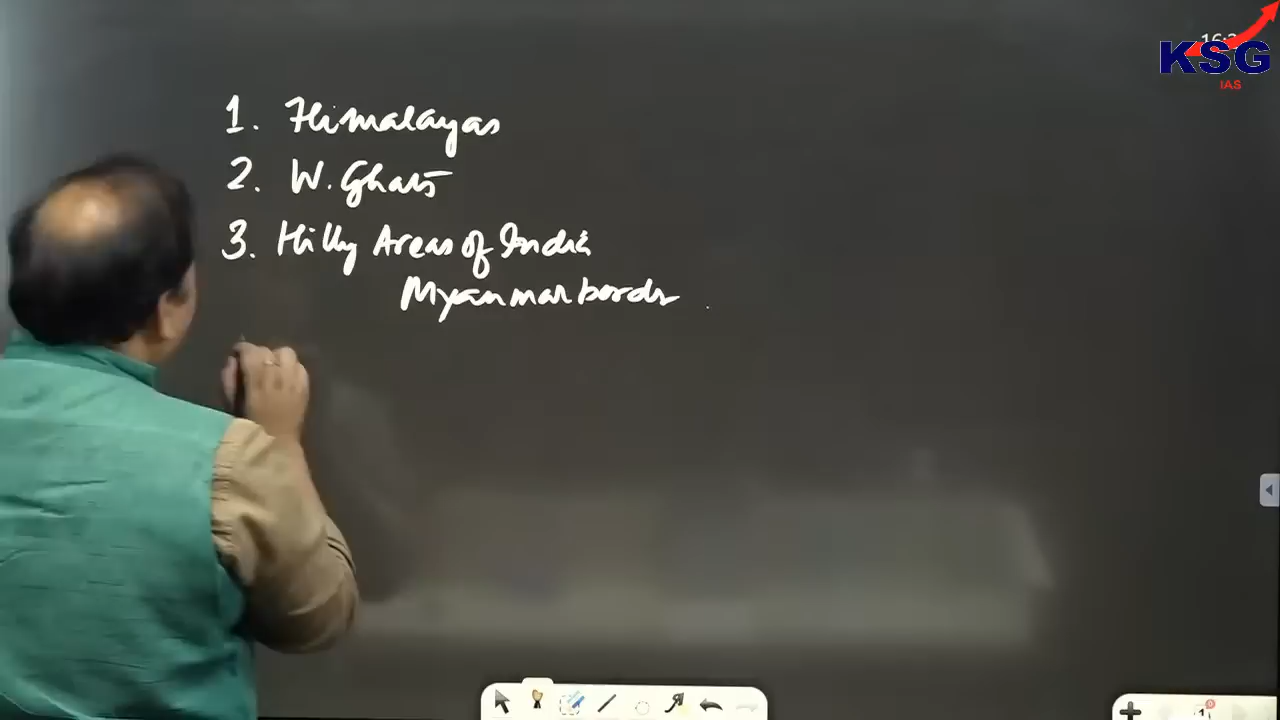 KSG
IAS
1. Himalayas
2. W. Ghats
3. Hilly Areas of India
Myanmar border